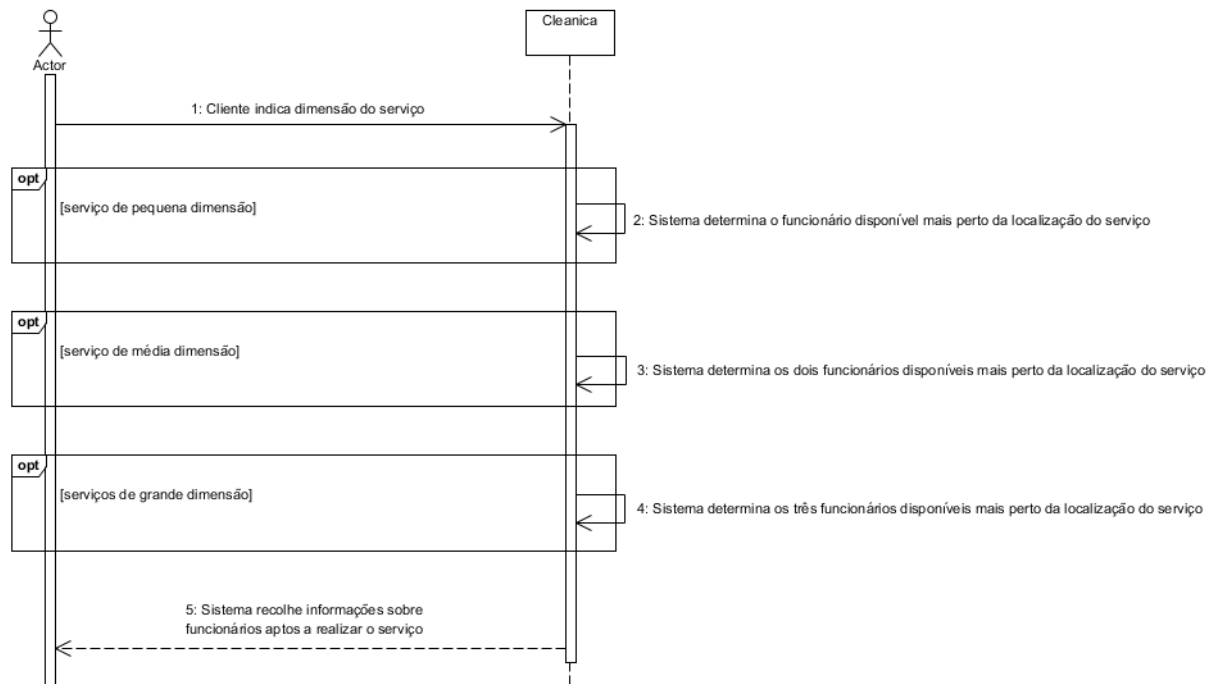 Cleanica
Actor
1: Cliente indica dimensão do serviço
opt
[serviço de pequena dimensão]
2: Sistema determina o funcionário disponível mais perto da localização do serviço
opt
[serviço de média dimensão]
3: Sistema determina os dois funcionários disponíveis mais perto da localização do serviço
opt
[serviços de grande dimensão]
4: Sistema determina os três funcionários disponíveis mais perto da localização do serviço
5: Sistema recolhe informações sobre
funcionários aptos a realizar o serviço